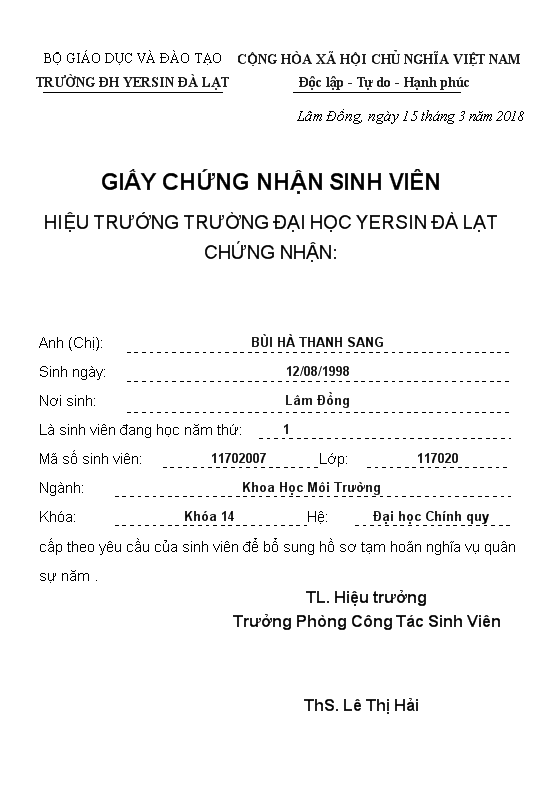 BỘ GIÁO DỤC VÀ ĐÀO TẠO CỘNG HÒA XÃ HỘI CHỦ NGHĨA VIỆT NAM
TRƯỜNG ĐH YERSIN ĐÀ LẠT Độc lập - Tự do - Hạnh phúc
Lâm Đồng, ngày 15 tháng 3 năm 2018
GIẤY CHỨNG NHẬN SINH VIÊN
HIỆU TRƯỞNG TRƯỜNG ĐẠI HỌC YERSIN ĐÀ LẠT
CHỨNG NHẬN:
Anh (Chị): BÙI HÀ THANH SANG
Sinh ngày: 12/08/1998
Nơi sinh: Lâm Đồng
Là sinh viên đang học năm thứ: 1
Mã số sinh viên: 11702007 Lớp: 117020
Ngành: Khoa Học Môi Trường
Khóa: Khóa 14 Hệ: Đại học Chính quy
cấp theo yêu cầu của sinh viên để bổ sung hồ sơ tạm hoãn nghĩa vụ quân
sự năm .
TL. Hiệu trưởng
Trưởng Phòng Công Tác Sinh Viên
ThS. Lê Thị Hải